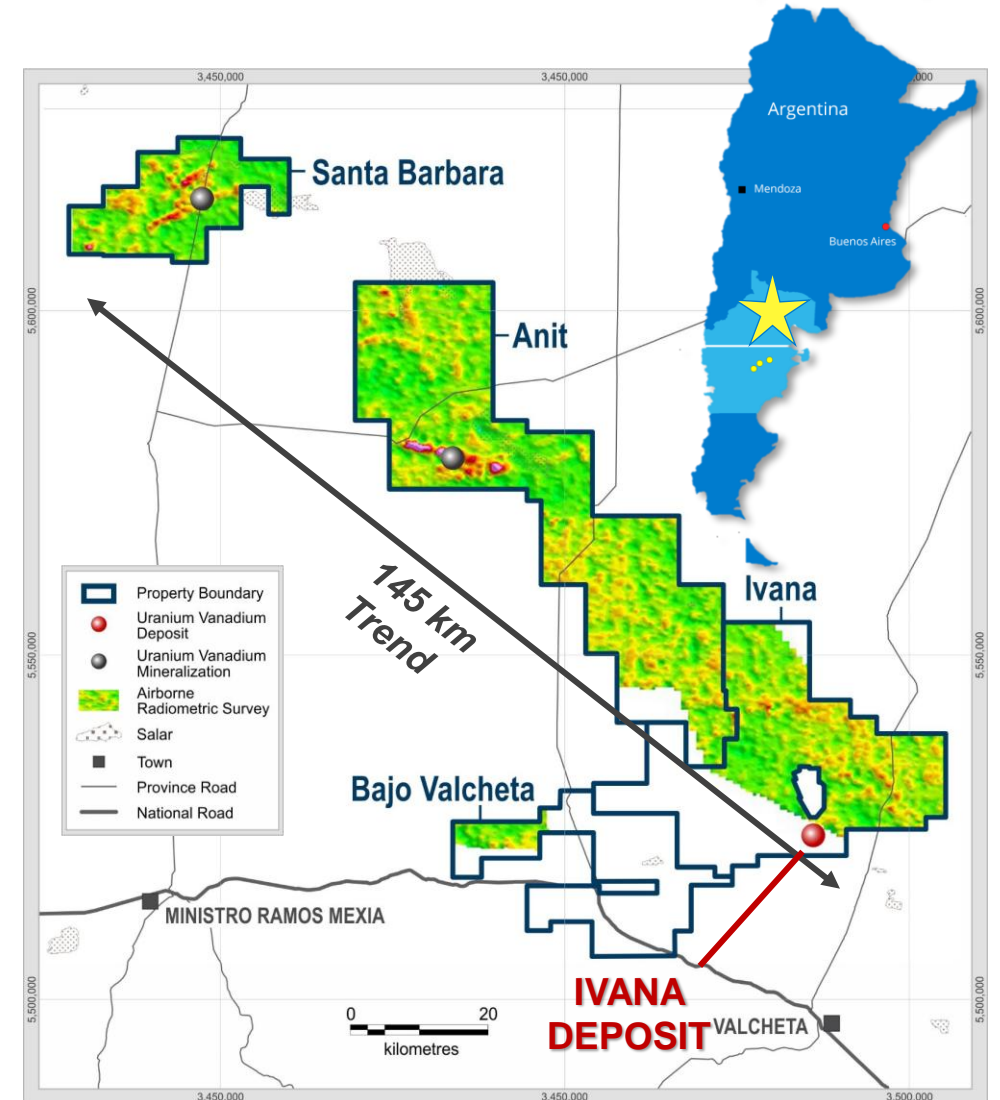 3,450,000
3,450,000
,000
Argentina
Mendoza
Buenos Aires
Santa Barbara
5,600,000
5,600,000
Anit
145 km
Trend
Ivana
5,550,000
5,550,000
Property Boundary
Uranium Vanadium
Deposit
Uranium Vanadium
Mineralization
Airborne
Radiometric Survey
Salar
Town
Province Road
National Road
Bajo Valcheta
MINISTRO RAMOS MEXIA
IVANA
DEPOSIT
VALCHETA
5,500,000
5,500,000
0 20
kilometres
3,450,000
3,450,000
3,500,000